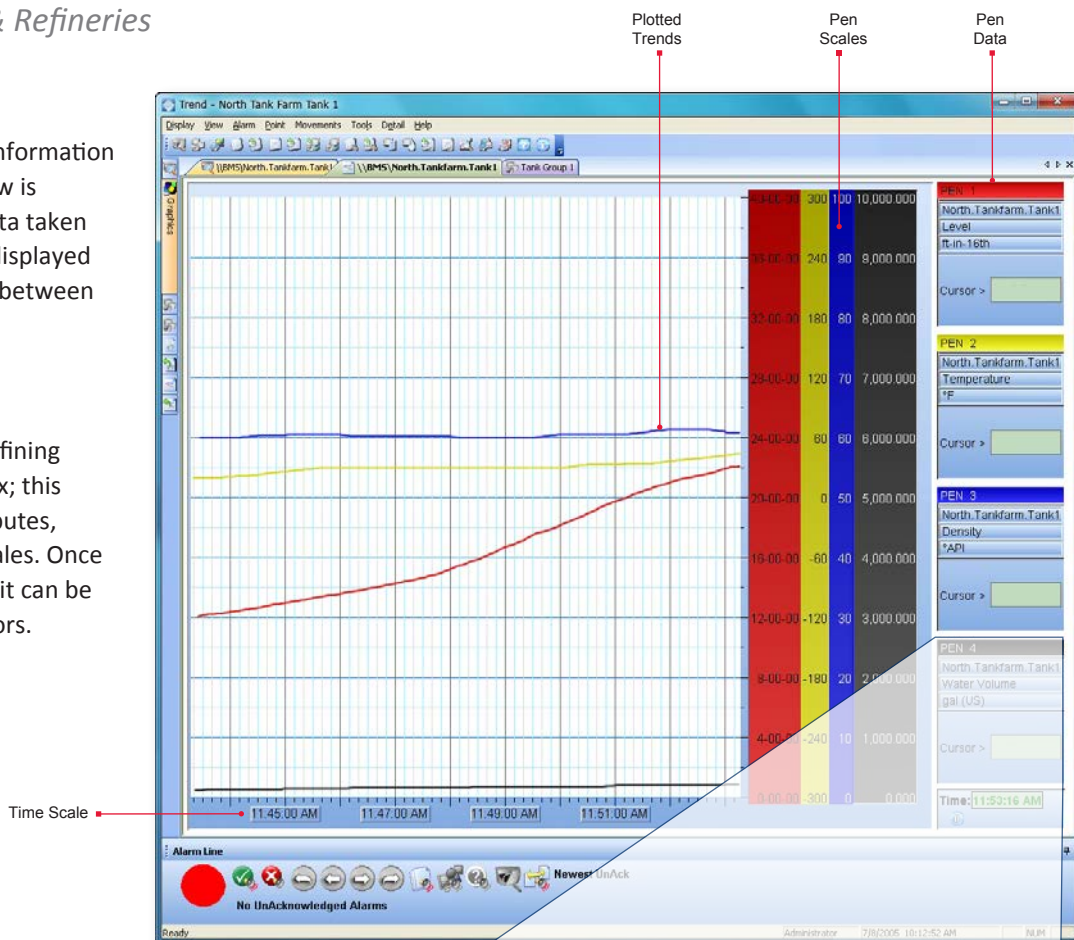 & Refineries
Plotted
Trends
Pen
Scales
Pen
Data
nformation
w is
ta taken
displayed
between
fining
x; this
outes,
ales. Once
it can be
ors.
Time Scale
Trend - North Tank Farm Tank 1
Display View Alarm Point Movements Tools Detail Help
\\BMS\North.Tankfarm.Tank1 \\BMS\North.Tankfarm.Tank1 Tank Group 1
Graphics
40-00-00 300 100 10,000.000
36-00-00 240 90 9,000.000
32-00-00 180 80 8,000.000
28-00-00 120 70 7,000.000
24-00-00 60 60 6,000.000
20-00-00 0 50 5,000.000
16-00-00 -60 40 4,000.000
12-00-00 -120 30 3,000.000
8-00-00 -180 20 2,000.000
4-00-00 -240 10 1,000.000
0-00-00 -300 0 0.000
PEN 1
North.Tankfarm.Tank1
Level
ft-in-16th
Cursor >
PEN 2
North.Tankfarm.Tank1
Temperature
°F
Cursor >
PEN 3
North.Tankfarm.Tank1
Density
°API
Cursor >
PEN 4
North.Tankfarm.Tank1
Water Volume
gal (US)
Cursor >
Time: 11:53:16 AM
11:45:00 AM 11:47:00 AM 11:49:00 AM 11:51:00 AM
Alarm Line
Newest UnAck
No UnAcknowledged Alarms
Ready Administrator 7/8/2005 10:12:52 AM NUM